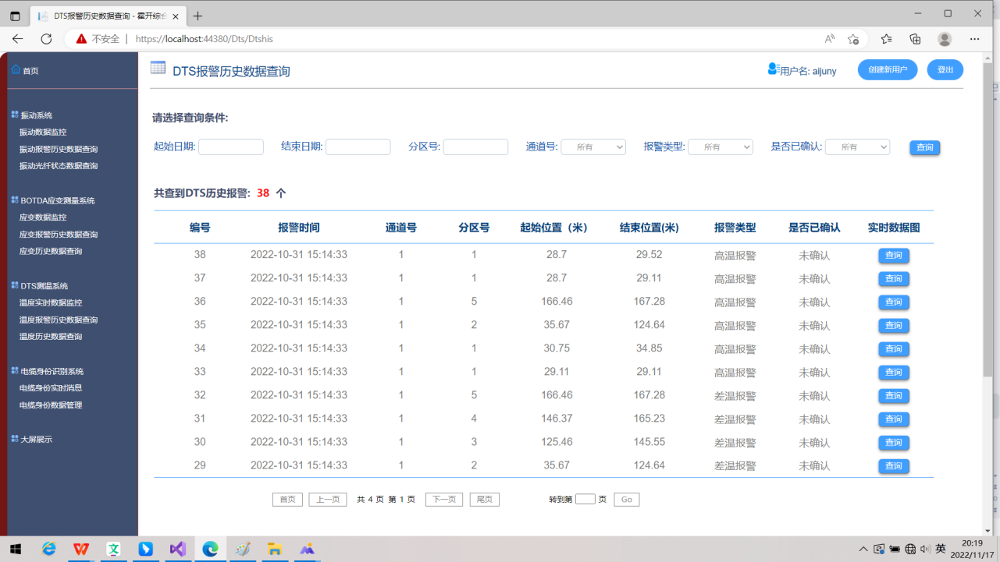 DTS报警历史数据查询 - 霍开综合
不安全 | https://localhost:44380/Dts/Dtshis
首页
DTS报警历史数据查询
用户名: aijuny
创建新用户
登出
振动系统
振动数据监控
振动报警历史数据查询
振动光纤状态数据查询
BOTDA应变测量系统
应变数据监控
应变报警历史数据查询
应变历史数据查询
DTS测温系统
温度实时数据监控
温度报警历史数据查询
温度历史数据查询
电缆身份识别系统
电缆身份实时消息
电缆身份数据管理
大屏展示
请选择查询条件:
起始日期: 结束日期: 分区号: 通道号: 所有 报警类型: 所有 是否已确认: 所有 查询
共查到DTS历史报警: 38 个
编号 报警时间 通道号 分区号 起始位置（米） 结束位置(米) 报警类型 是否已确认 实时数据图
38 2022-10-31 15:14:33 1 1 28.7 29.52 高温报警 未确认 查询
37 2022-10-31 15:14:33 1 1 28.7 29.11 高温报警 未确认 查询
36 2022-10-31 15:14:33 1 5 166.46 167.28 高温报警 未确认 查询
35 2022-10-31 15:14:33 1 2 35.67 124.64 高温报警 未确认 查询
34 2022-10-31 15:14:33 1 1 30.75 34.85 高温报警 未确认 查询
33 2022-10-31 15:14:33 1 1 29.11 29.11 高温报警 未确认 查询
32 2022-10-31 15:14:33 1 5 166.46 167.28 差温报警 未确认 查询
31 2022-10-31 15:14:33 1 4 146.37 165.23 差温报警 未确认 查询
30 2022-10-31 15:14:33 1 3 125.46 145.55 差温报警 未确认 查询
29 2022-10-31 15:14:33 1 2 35.67 124.64 差温报警 未确认 查询
首页 上一页 共 4 页 第 1 页 下一页 尾页 转到第 页 Go
英
20:19
2022/11/17